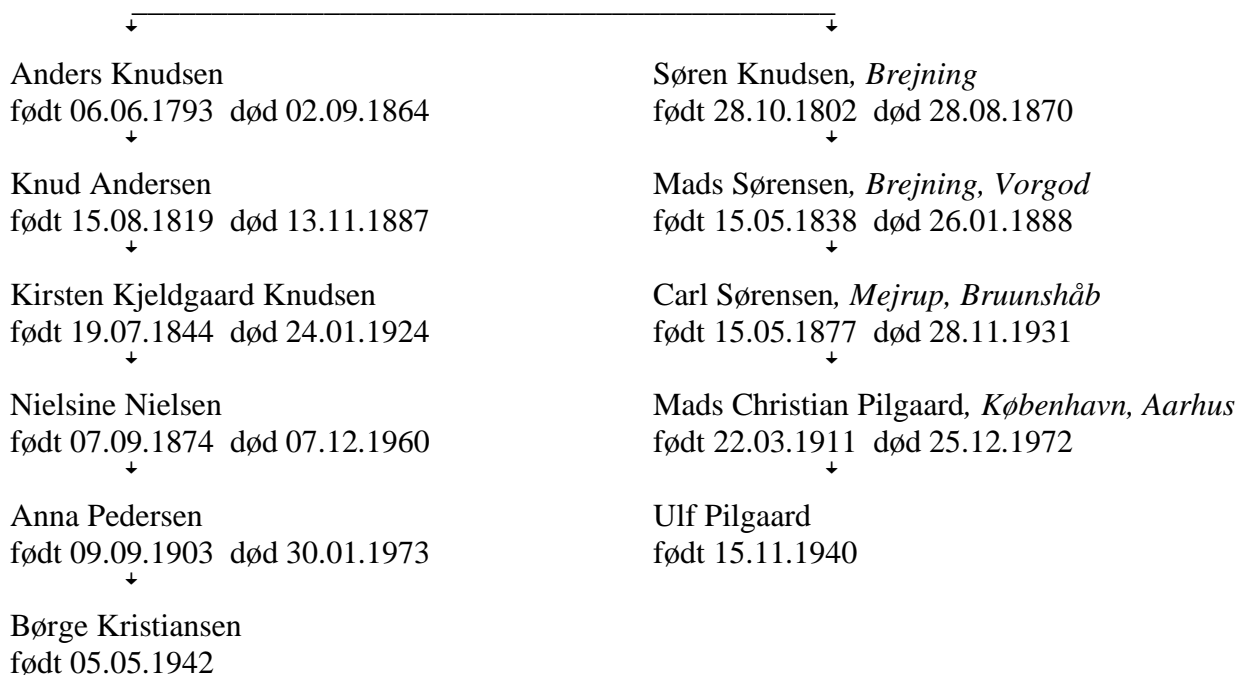 Anders Knudsen
født 06.06.1793 død 02.09.1864
Knud Andersen
født 15.08.1819 død 13.11.1887
Kirsten Kjeldgaard Knudsen
født 19.07.1844 død 24.01.1924
Nielsine Nielsen
født 07.09.1874 død 07.12.1960
Anna Pedersen
født 09.09.1903 død 30.01.1973
Børge Kristiansen
født 05.05.1942
Søren Knudsen, Brejning
født 28.10.1802 død 28.08.1870
Mads Sørensen, Brejning, Vorgod
født 15.05.1838 død 26.01.1888
Carl Sørensen, Mejrup, Bruunshåb
født 15.05.1877 død 28.11.1931
Mads Christian Pilgaard, København, Aarhus
født 22.03.1911 død 25.12.1972
Ulf Pilgaard
født 15.11.1940